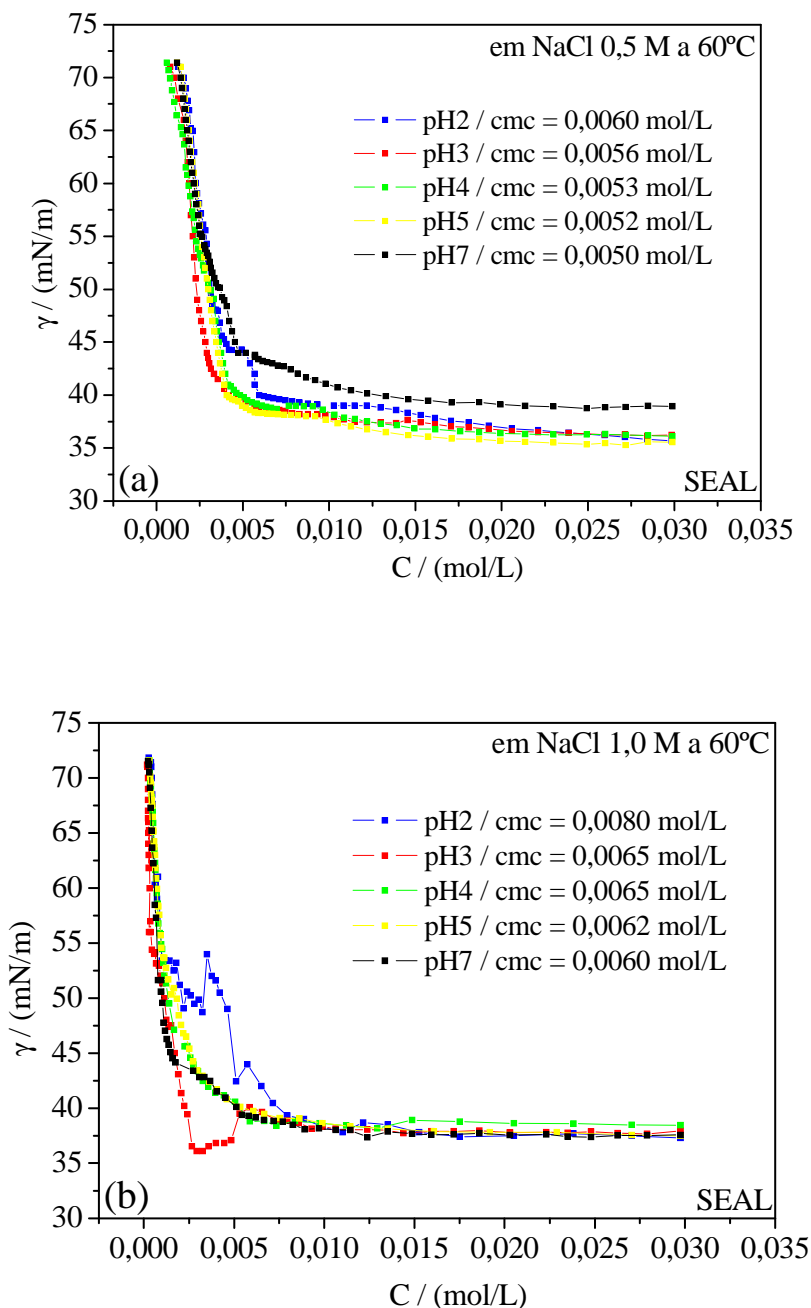 75
em NaCl 0,5 M a 60ºC
70
65
pH2 / cmc = 0,0060 mol/L
pH3 / cmc = 0,0056 mol/L
60
pH4 / cmc = 0,0053 mol/L
pH5 / cmc = 0,0052 mol/L
55
pH7 / cmc = 0,0050 mol/L
γ / (mN/m)
50
45
40
35
(a)
SEAL
30
0,000 0,005 0,010 0,015 0,020 0,025 0,030 0,035
C / (mol/L)
75
em NaCl 1,0 M a 60ºC
70
pH2 / cmc = 0,0080 mol/L
65
pH3 / cmc = 0,0065 mol/L
60
pH4 / cmc = 0,0065 mol/L
pH5 / cmc = 0,0062 mol/L
55
pH7 / cmc = 0,0060 mol/L
γ / (mN/m)
50
45
40
35
(b)
SEAL
30
0,000 0,005 0,010 0,015 0,020 0,025 0,030 0,035
C / (mol/L)